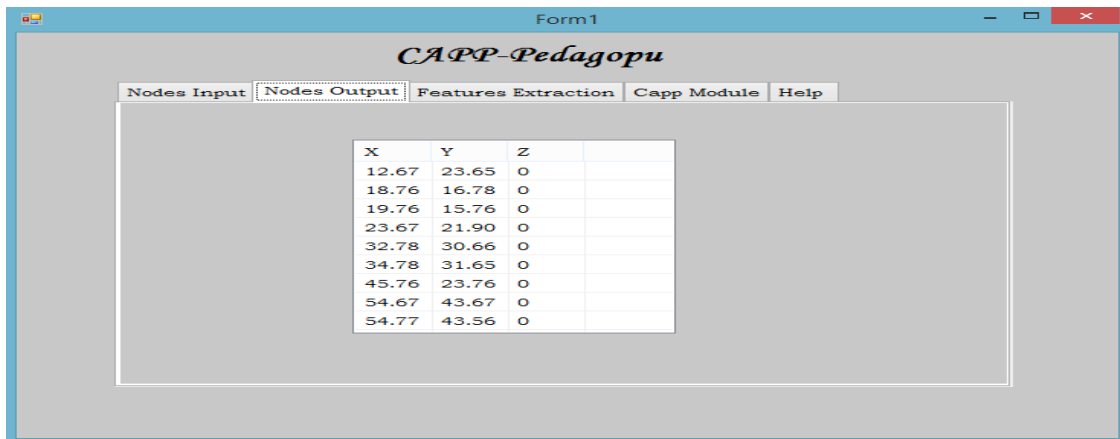 Form1
CAPP-Pedagopu
Nodes Input Nodes Output Features Extraction Capp Module Help
X Y Z
12.67 23.65 0
18.76 16.78 0
19.76 15.76 0
23.67 21.90 0
32.78 30.66 0
34.78 31.65 0
45.76 23.76 0
54.67 43.67 0
54.77 43.56 0